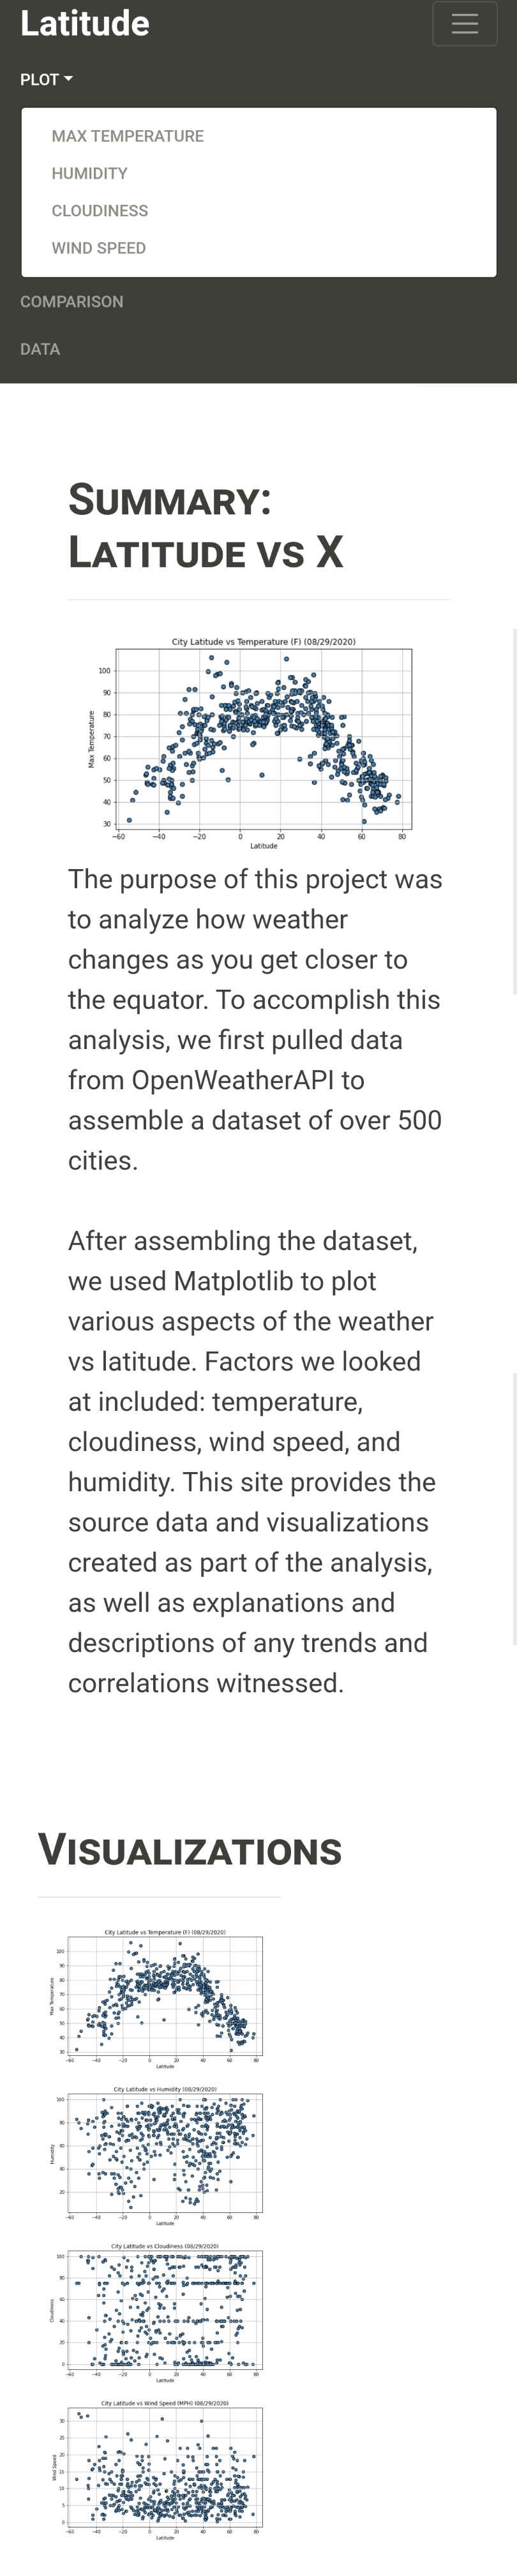 Latitude
PLOT
MAX TEMPERATURE
HUMIDITY
CLOUDINESS
WIND SPEED
COMPARISON
DATA
SUMMARY:
LATITUDE VS X
City Latitude vs Temperature (F) (08/29/2020)
Max Temperature
100
90
80
70
60
50
40
30
−60 −40 −20 0 20 40 60 80
Latitude
The purpose of this project was
to analyze how weather
changes as you get closer to
the equator. To accomplish this
analysis, we first pulled data
from OpenWeatherAPI to
assemble a dataset of over 500
cities.
After assembling the dataset,
we used Matplotlib to plot
various aspects of the weather
vs latitude. Factors we looked
at included: temperature,
cloudiness, wind speed, and
humidity. This site provides the
source data and visualizations
created as part of the analysis,
as well as explanations and
descriptions of any trends and
correlations witnessed.
VISUALIZATIONS
City Latitude vs Temperature (F) (08/29/2020)
Max Temperature
100
90
80
70
60
50
40
30
−60 −40 −20 0 20 40 60 80
Latitude
City Latitude vs Humidity (08/29/2020)
Humidity
100
80
60
40
20
−60 −40 −20 0 20 40 60 80
Latitude
City Latitude vs Cloudiness (08/29/2020)
Cloudiness
100
80
60
40
20
0
−60 −40 −20 0 20 40 60 80
Latitude
City Latitude vs Wind Speed (MPH) (08/29/2020)
Wind Speed
30
25
20
15
10
5
0
−60 −40 −20 0 20 40 60 80
Latitude